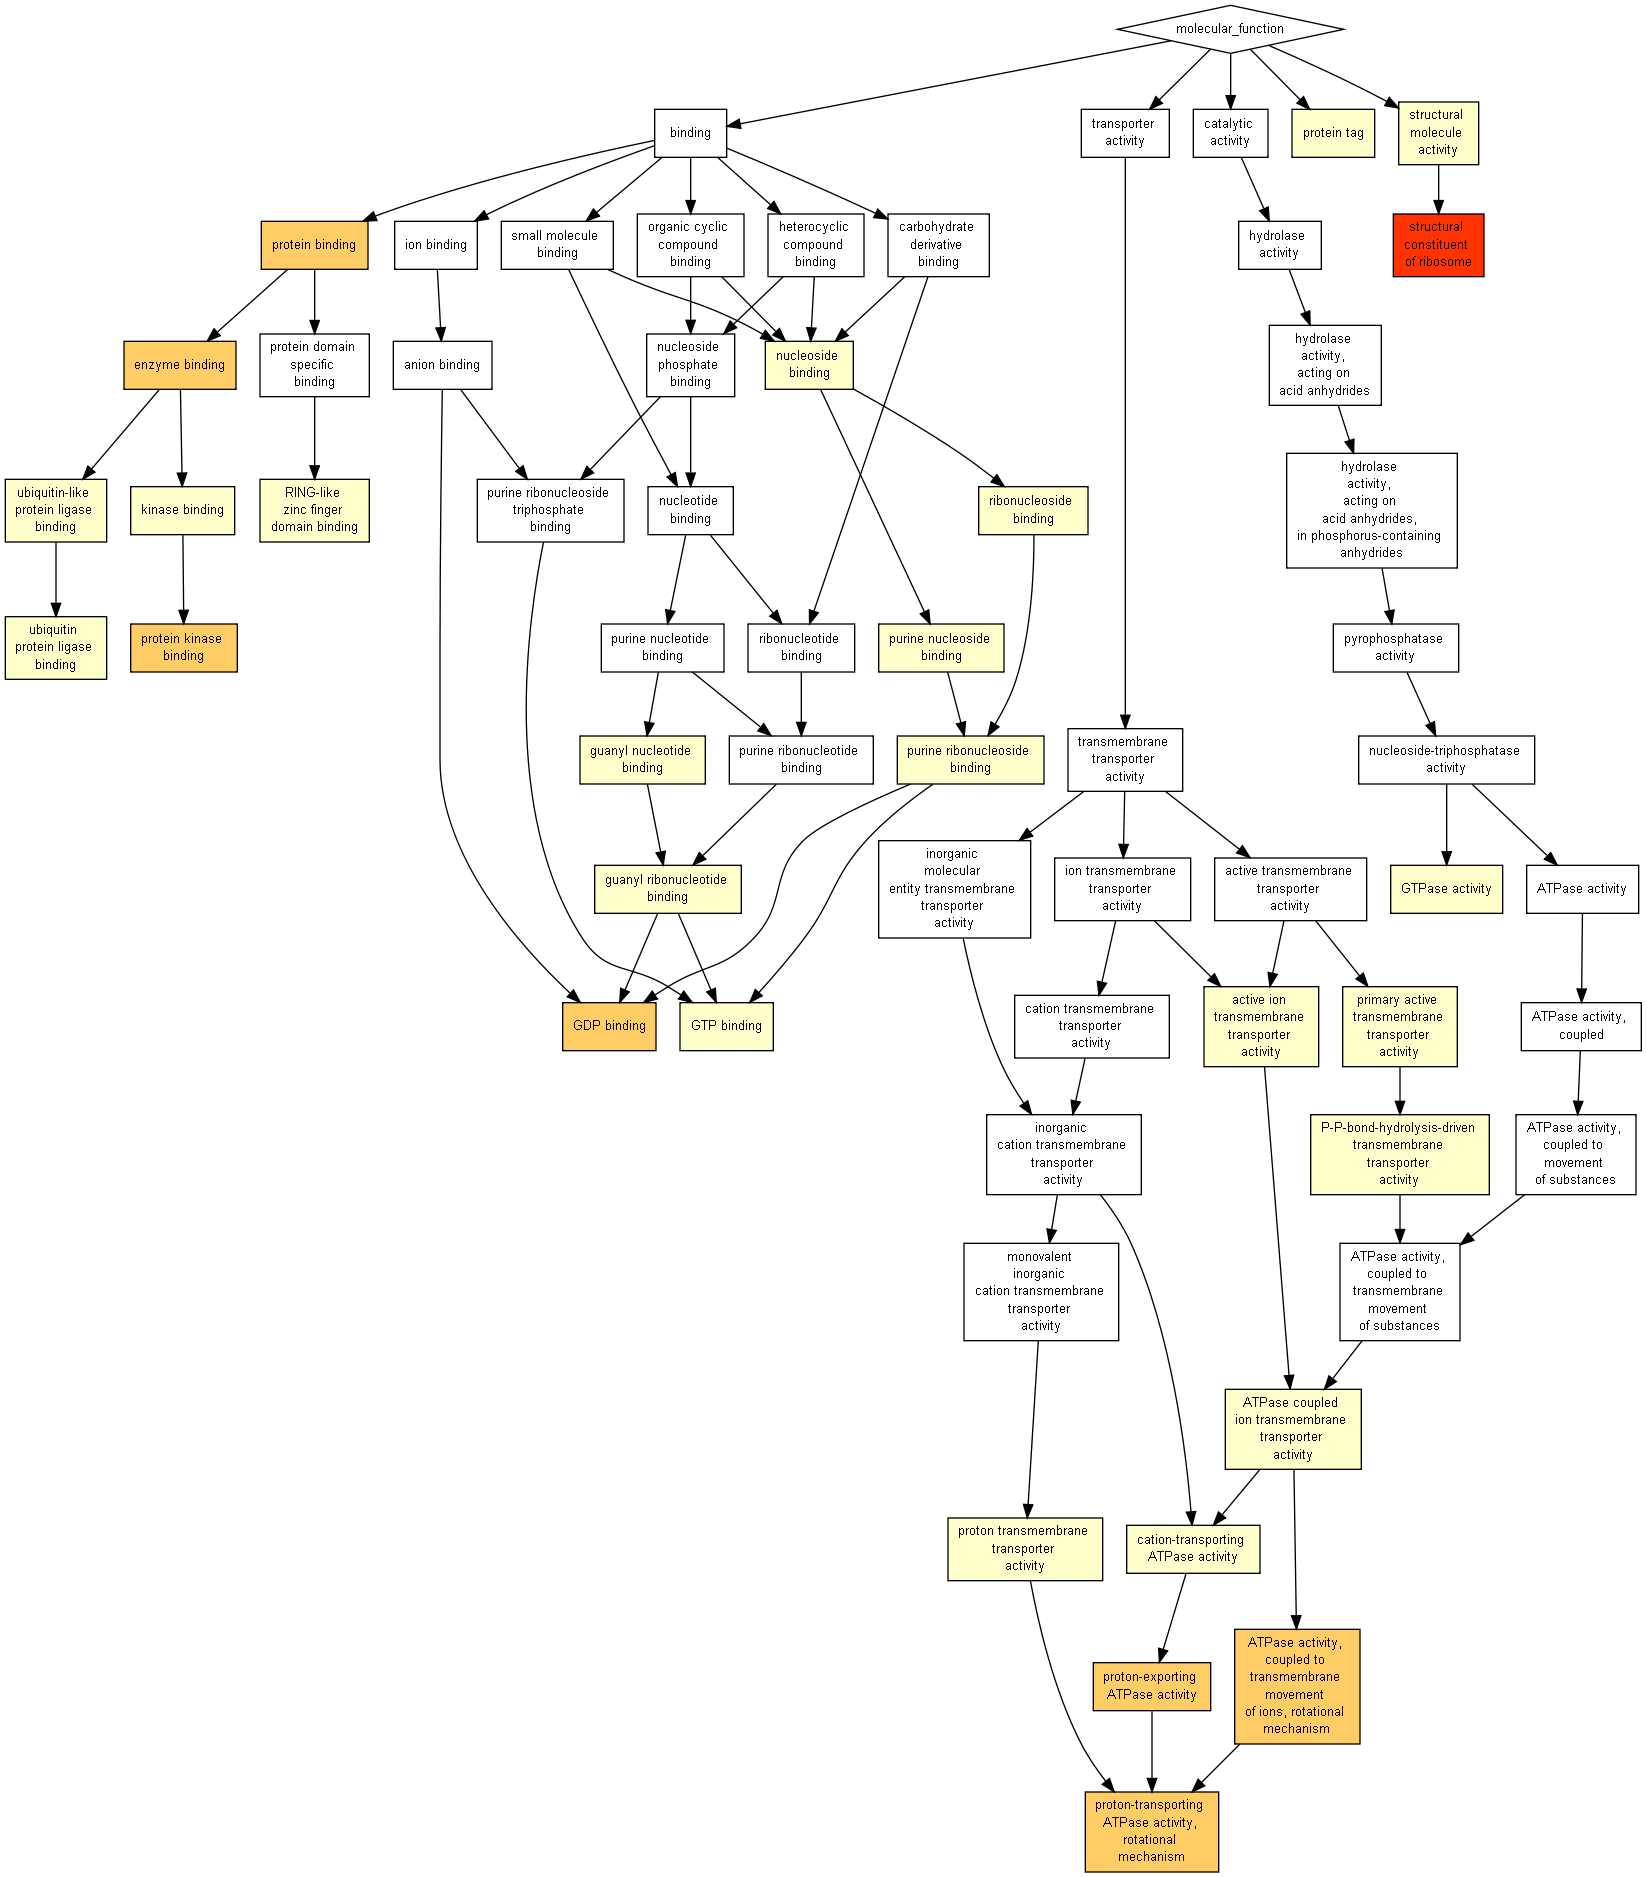 molecular_function
binding
transporter
activity
catalytic
activity
protein tag
structural
molecule
activity
protein binding
ion binding
small molecule
binding
organic cyclic
compound
binding
heterocyclic
compound
binding
carbohydrate
derivative
binding
hydrolase
activity
structural
constituent
of ribosome
enzyme binding
protein domain
specific
binding
anion binding
nucleoside
phosphate
binding
nucleoside
binding
hydrolase
activity,
acting on
acid anhydrides
ubiquitin-like
protein ligase
binding
kinase binding
RING-like
zinc finger
domain binding
purine ribonucleoside
triphosphate
binding
nucleotide
binding
ribonucleoside
binding
hydrolase
activity,
acting on
acid anhydrides,
in phosphorus-containing
anhydrides
ubiquitin
protein ligase
binding
protein kinase
binding
purine nucleotide
binding
ribonucleotide
binding
purine nucleoside
binding
pyrophosphatase
activity
guanyl nucleotide
binding
purine ribonucleotide
binding
purine ribonucleoside
binding
transmembrane
transporter
activity
nucleoside-triphosphatase
activity
guanyl ribonucleotide
binding
inorganic
molecular
entity transmembrane
transporter
activity
ion transmembrane
transporter
activity
active transmembrane
transporter
activity
GTPase activity
ATPase activity
GDP binding
GTP binding
cation transmembrane
transporter
activity
active ion
transmembrane
transporter
activity
primary active
transmembrane
transporter
activity
ATPase activity,
coupled
inorganic
cation transmembrane
transporter
activity
P-P-bond-hydrolysis-driven
transmembrane
transporter
activity
ATPase activity,
coupled to
movement
of substances
monovalent
inorganic
cation transmembrane
transporter
activity
ATPase activity,
coupled to
transmembrane
movement
of substances
ATPase coupled
ion transmembrane
transporter
activity
proton transmembrane
transporter
activity
cation-transporting
ATPase activity
proton-exporting
ATPase activity
ATPase activity,
coupled to
transmembrane
movement
of ions, rotational
mechanism
proton-transporting
ATPase activity,
rotational
mechanism